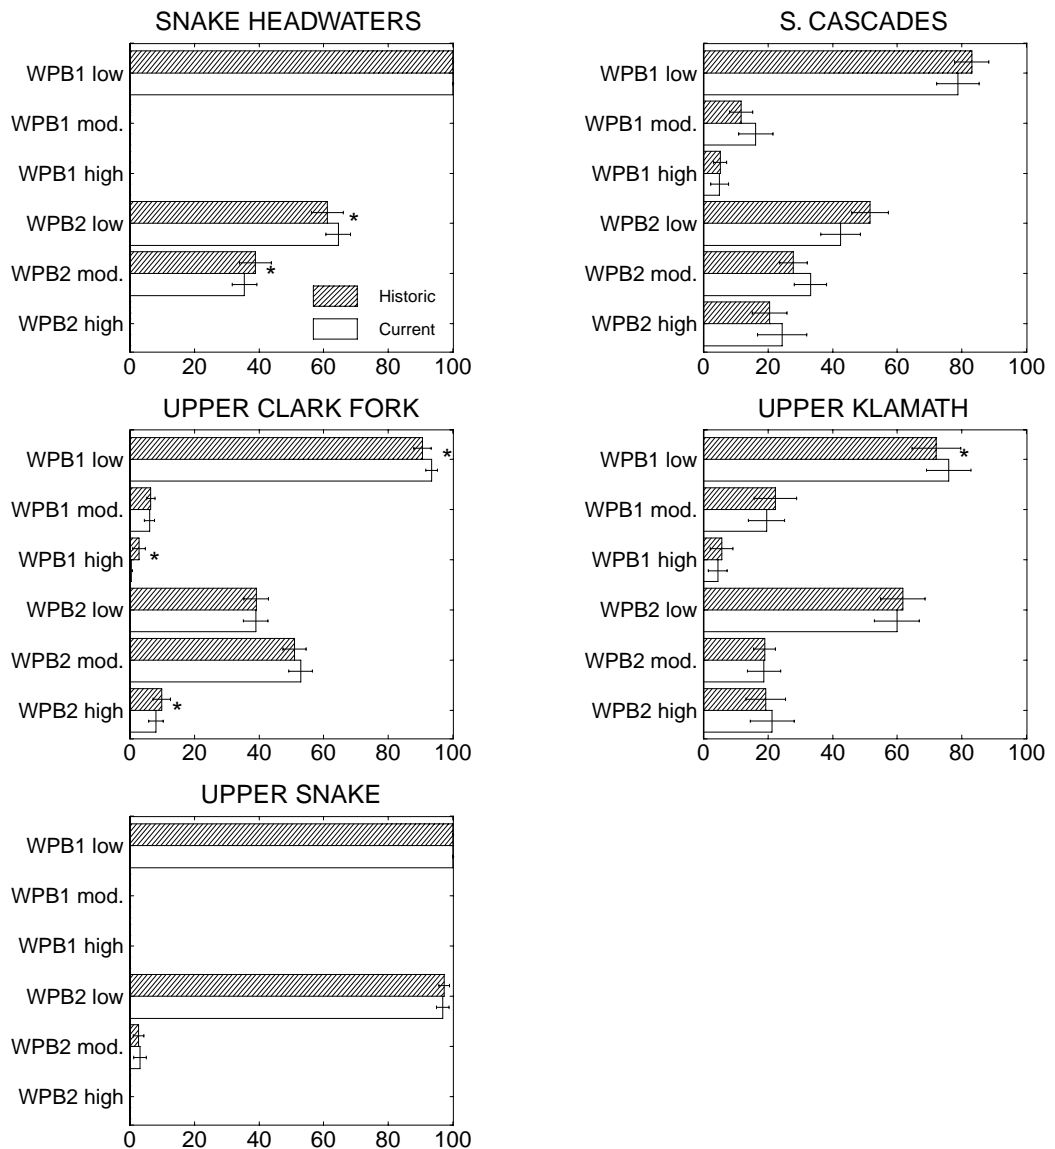 SNAKE HEADWATERS
WPB1 low
WPB1 mod.
WPB1 high
WPB2 low
*
WPB2 mod.
*
Historic
Current
WPB2 high
0 20 40 60 80 100
S. CASCADES
WPB1 low
WPB1 mod.
WPB1 high
WPB2 low
WPB2 mod.
WPB2 high
0 20 40 60 80 100
UPPER CLARK FORK
WPB1 low
*
WPB1 mod.
WPB1 high
*
WPB2 low
WPB2 mod.
WPB2 high
*
0 20 40 60 80 100
UPPER KLAMATH
WPB1 low
*
WPB1 mod.
WPB1 high
WPB2 low
WPB2 mod.
WPB2 high
0 20 40 60 80 100
UPPER SNAKE
WPB1 low
WPB1 mod.
WPB1 high
WPB2 low
WPB2 mod.
WPB2 high
0 20 40 60 80 100